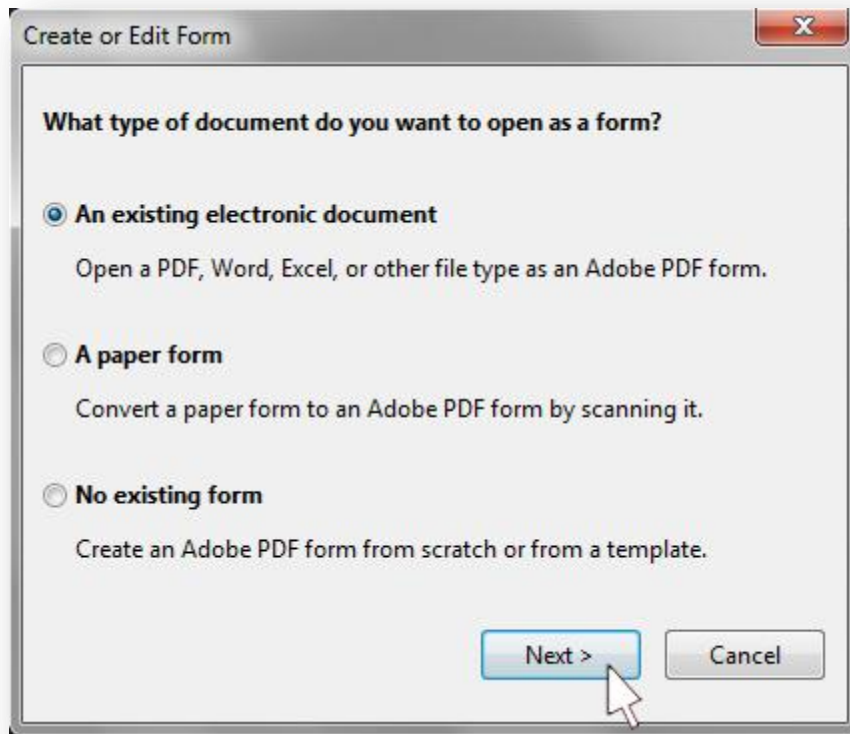 Create or Edit Form
What type of document do you want to open as a form?
An existing electronic document
Open a PDF, Word, Excel, or other file type as an Adobe PDF form.
A paper form
Convert a paper form to an Adobe PDF form by scanning it.
No existing form
Create an Adobe PDF form from scratch or from a template.
Next >
Cancel